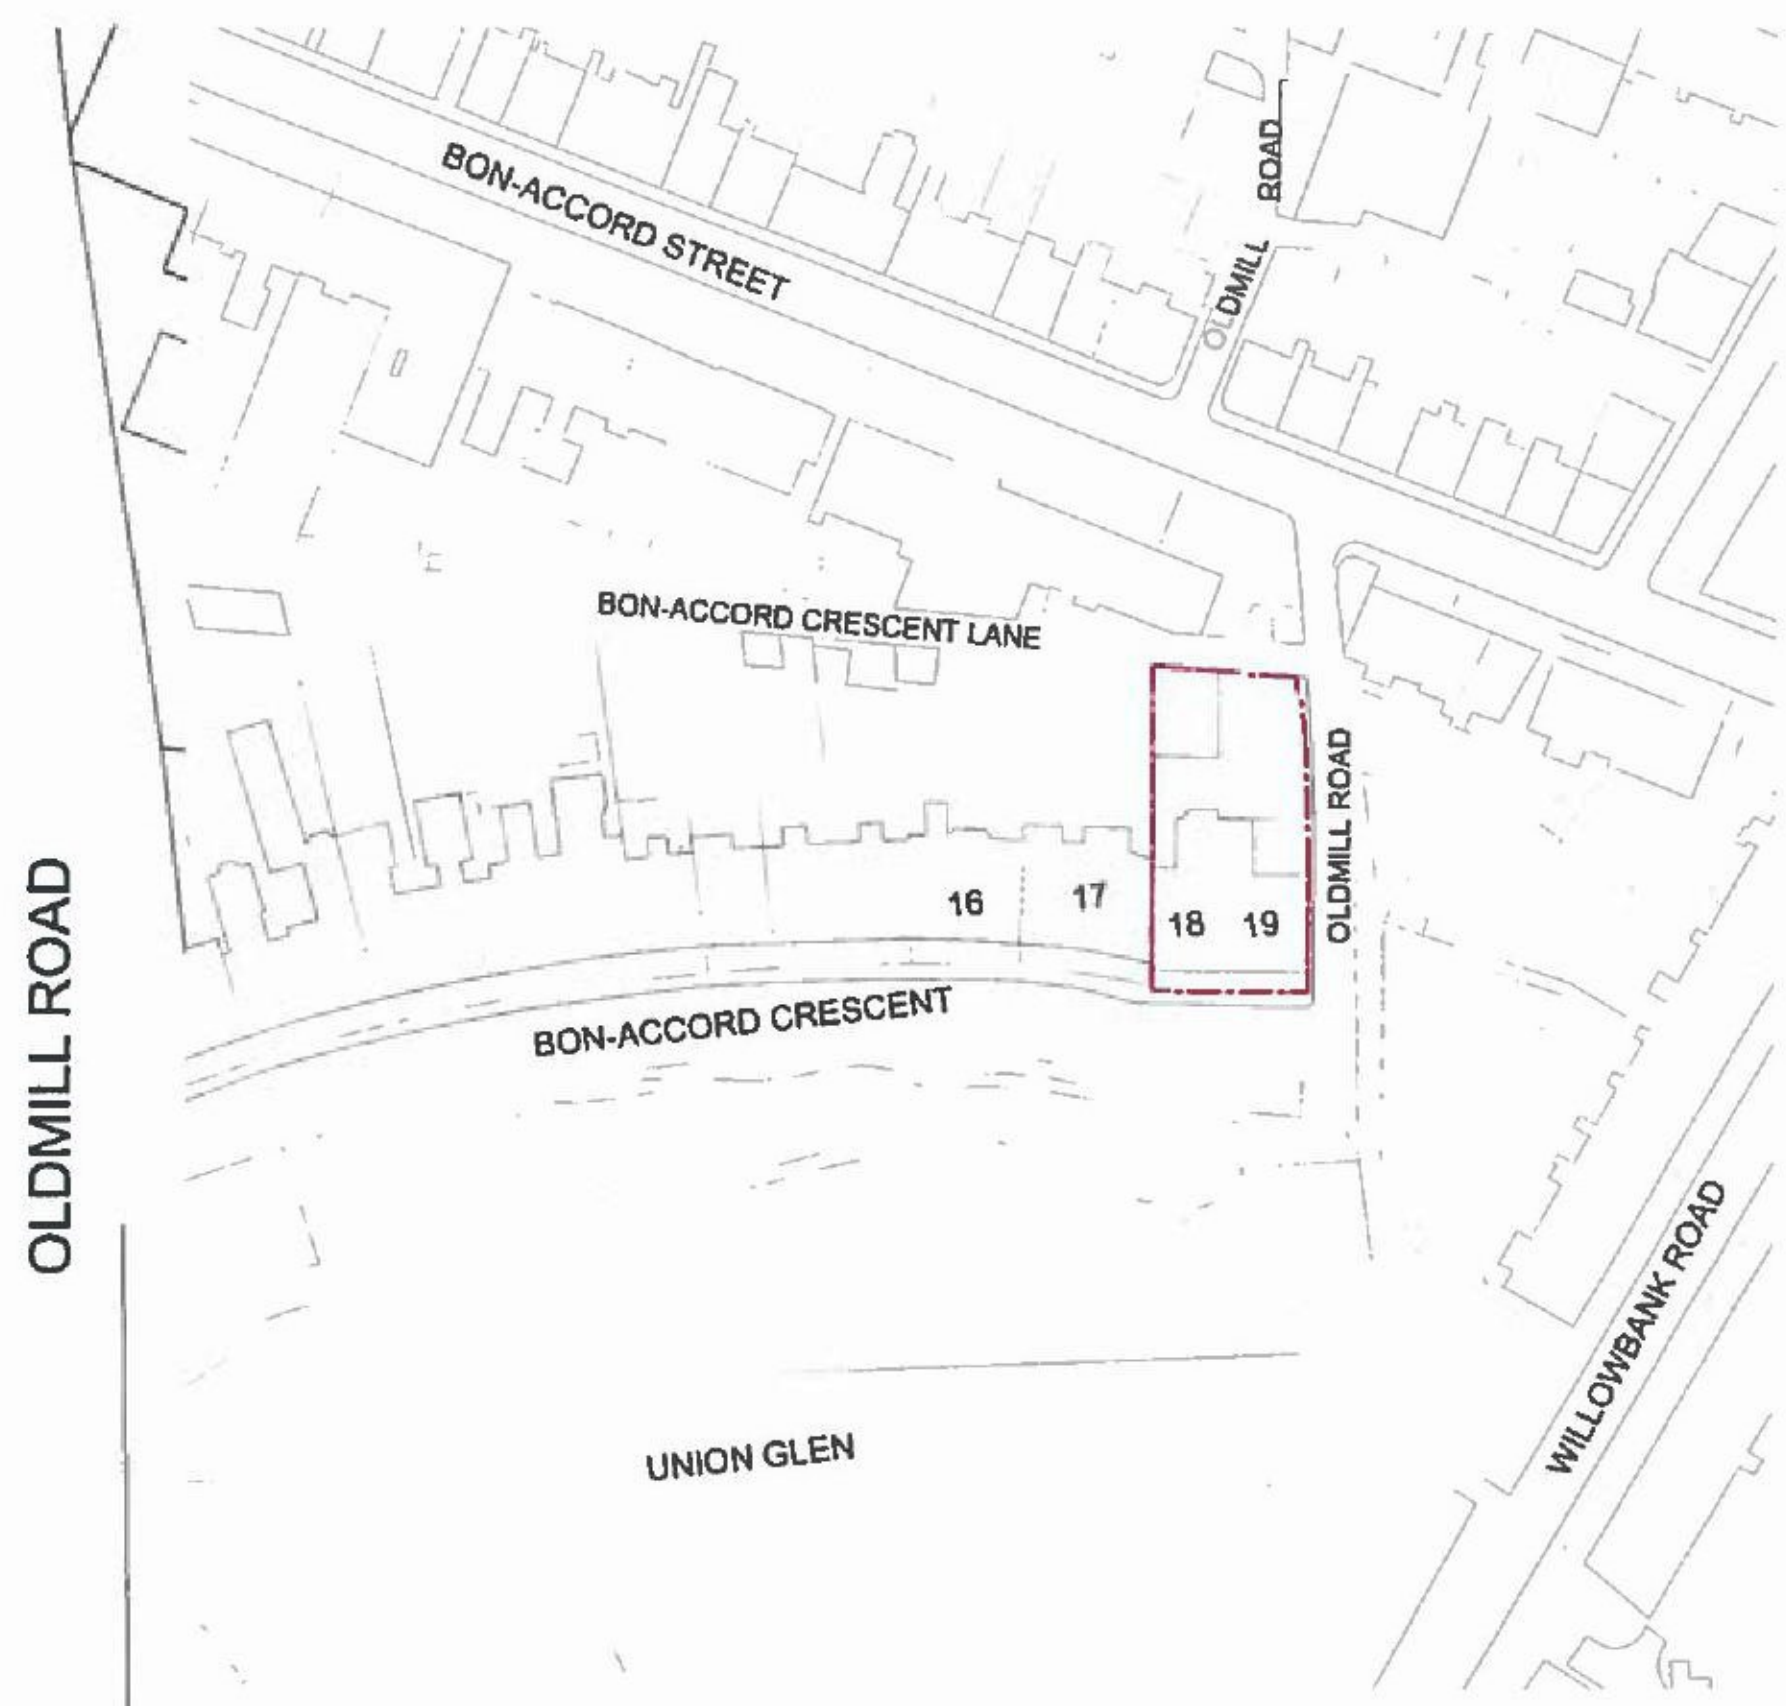 BON-ACCORD STREET
ROAD
OLDMILL
BON-ACCORD CRESCENT LANE
OLDMILL ROAD
16
17
18
19
OLDMILL ROAD
BON-ACCORD CRESCENT
WILLOWBANK ROAD
UNION GLEN